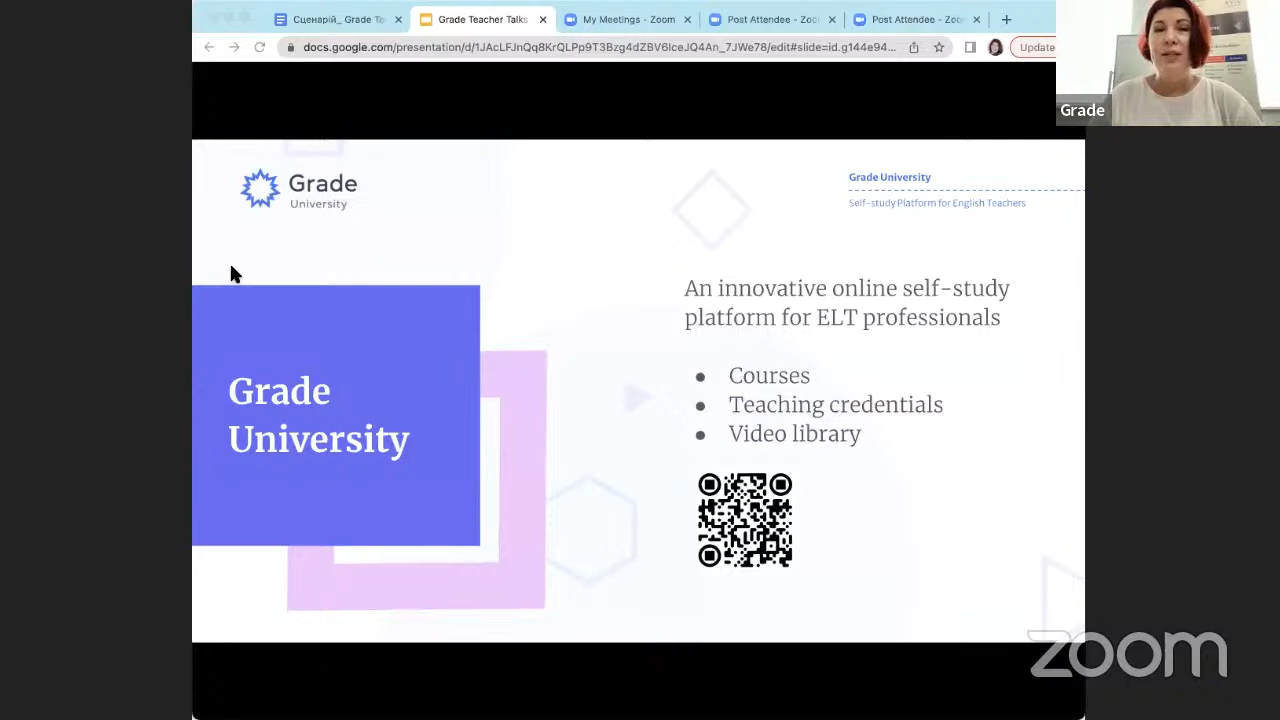 Сценарій_ Grade Te
Grade Teacher Talks
My Meetings - Zoom
Post Attendee - Zoo
Post Attendee - Zoo
docs.google.com/presentation/d/1JAcLFJnQq8KrQLPp9T3Bzg4dZBV6IceJQ4An_7JWe78/edit#slide=id.g144e94...
Update
Grade
Grade
University
Grade University
Self-study Platform for English Teachers
An innovative online self-study
platform for ELT professionals
Grade
University
● Courses
● Teaching credentials
● Video library
zoom